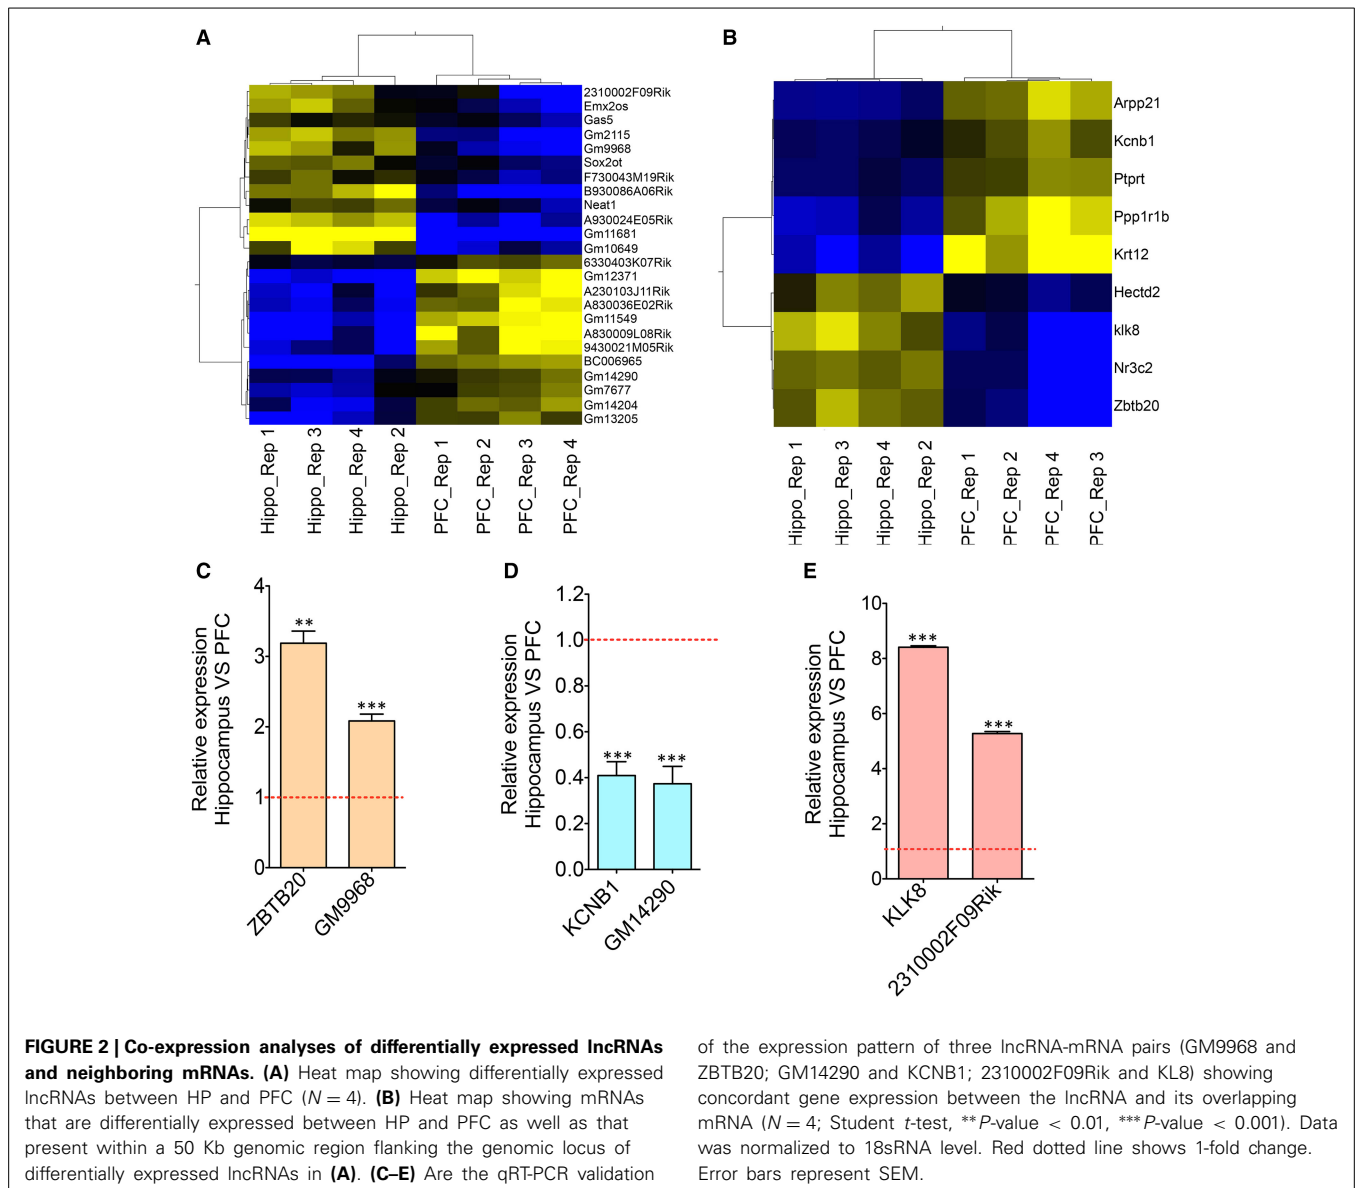 A
2310002F09Rik
Emx2os
Gas5
Gm2115
Gm9968
Sox2ot
F730043M19Rik
B930086A06Rik
Neat1
A930024E05Rik
Gm11681
Gm10649
6330403K07Rik
Gm12371
A230103J11Rik
A830036E02Rik
Gm11549
A830009L08Rik
9430021M05Rik
BC006965
Gm14290
Gm7677
Gm14204
Gm13205
Hippo_Rep 1
Hippo_Rep 3
Hippo_Rep 4
Hippo_Rep 2
PFC_Rep 1
PFC_Rep 2
PFC_Rep 3
PFC_Rep 4
B
Arpp21
Kcnb1
Ptprt
Ppp1r1b
Krt12
Hectd2
klk8
Nr3c2
Zbtb20
Hippo_Rep 1
Hippo_Rep 3
Hippo_Rep 4
Hippo_Rep 2
PFC_Rep 1
PFC_Rep 2
PFC_Rep 4
PFC_Rep 3
C
Relative expression
Hippocampus VS PFC
4
3
2
1
0
**
***
ZBTB20
GM9968
D
Relative expression
Hippocampus VS PFC
1.2
1.0
0.8
0.6
0.4
0.2
0.0
***
***
KCNB1
GM14290
E
Relative expression
Hippocampus VS PFC
10
8
6
4
2
0
***
***
KLK8
2310002F09Rik
FIGURE 2 | Co-expression analyses of differentially expressed lncRNAs
and neighboring mRNAs. (A) Heat map showing differentially expressed
lncRNAs between HP and PFC (N = 4). (B) Heat map showing mRNAs
that are differentially expressed between HP and PFC as well as that
present within a 50 Kb genomic region flanking the genomic locus of
differentially expressed lncRNAs in (A). (C–E) Are the qRT-PCR validation
of the expression pattern of three lncRNA-mRNA pairs (GM9968 and
ZBTB20; GM14290 and KCNB1; 2310002F09Rik and KL8) showing
concordant gene expression between the lncRNA and its overlapping
mRNA (N = 4; Student t-test, **P-value < 0.01, ***P-value < 0.001). Data
was normalized to 18sRNA level. Red dotted line shows 1-fold change.
Error bars represent SEM.